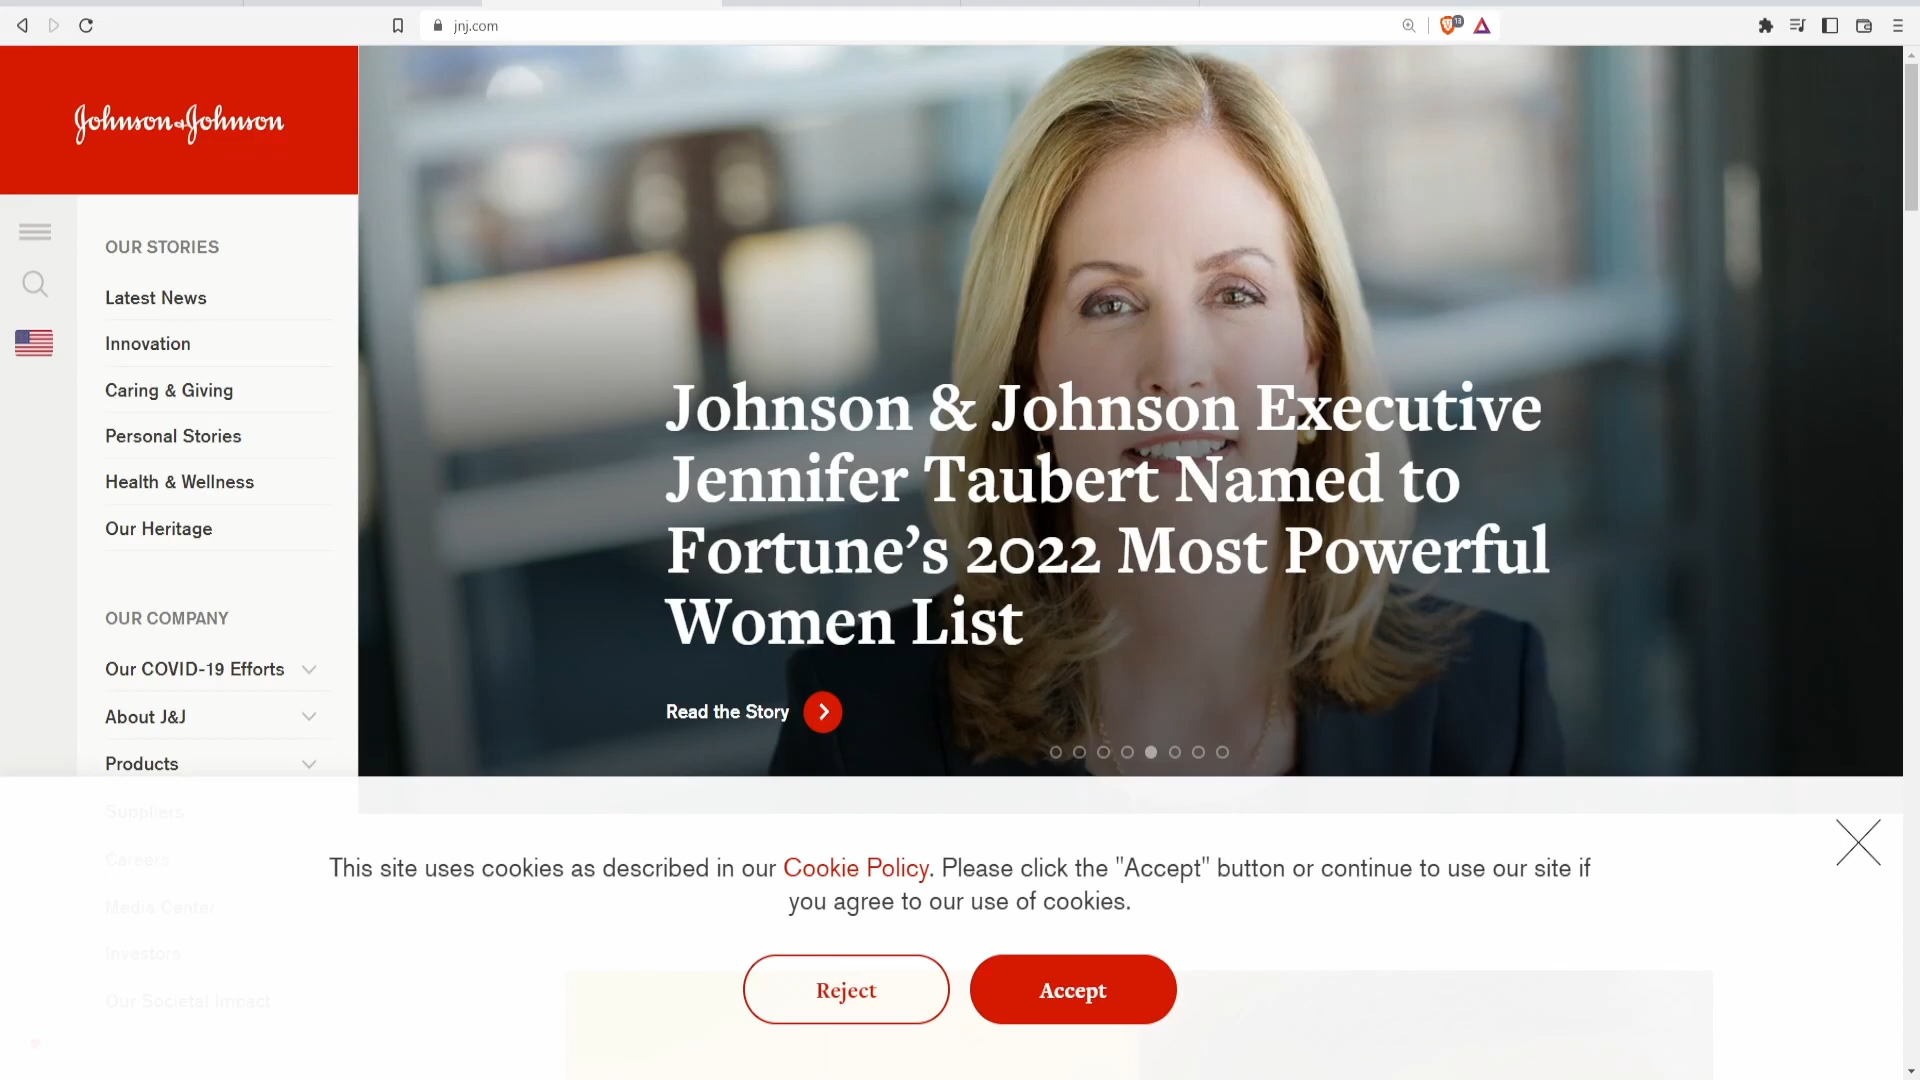 jnj.com
13
Johnson & Johnson
OUR STORIES
Latest News
Innovation
Caring & Giving
Personal Stories
Health & Wellness
Our Heritage
OUR COMPANY
Our COVID-19 Efforts
About J&J
Products
Suppliers
Careers
Media Center
Investors
Our Societal Impact
Johnson & Johnson Executive
Jennifer Taubert Named to
Fortune’s 2022 Most Powerful
Women List
Read the Story
This site uses cookies as described in our Cookie Policy. Please click the "Accept" button or continue to use our site if
you agree to our use of cookies.
Reject
Accept